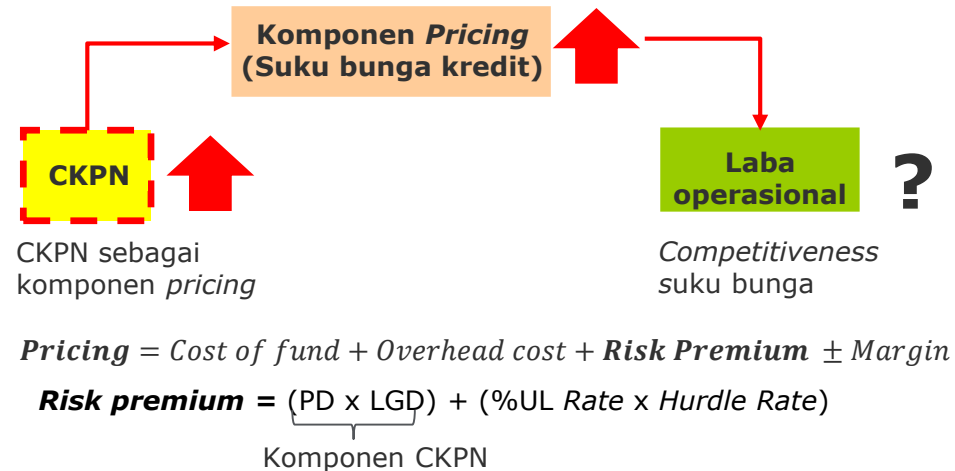 Komponen Pricing
(Suku bunga kredit)
CKPN
Laba
operasional
?
CKPN sebagai
komponen pricing
Competitiveness
suku bunga
Pricing = Cost of fund + Overhead cost + Risk Premium ± Margin
Risk premium = (PD x LGD) + (%UL Rate x Hurdle Rate)
Komponen CKPN